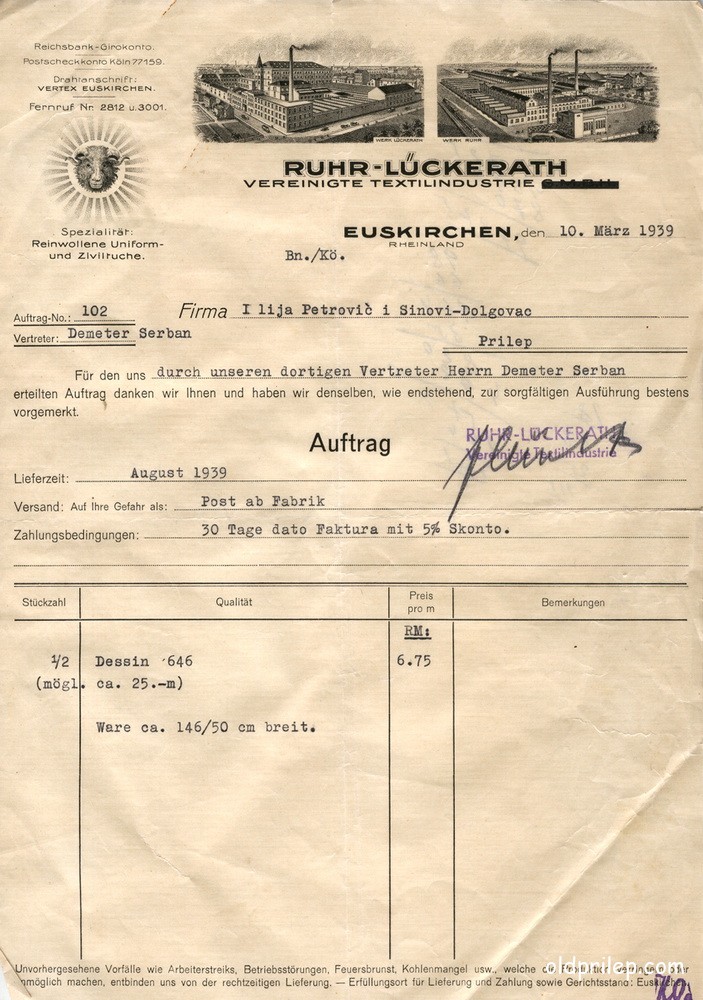 Reichsbank-Girokonto.
Postscheckkonto Köln 77159.
Drahtanschrift:
VERTEX EUSKIRCHEN.
Fernruf Nr. 2812 u. 3001.
WERK LÜCKERATH
WERK RUHR
RUHR-LÜCKERATH
VEREINIGTE TEXTILINDUSTRIE
Spezialität:
Reinwollene Uniform-
und Ziviltuche.
EUSKIRCHEN, den 10. März 1939
RHEINLAND
Bn./Kö.
Auftrag-No.: 102
Firma I lija Petrovič i Sinovi-Dolgovac
Vertreter: Demeter Serban
Prilep
Für den uns durch unseren dortigen Vertreter Herrn Demeter Serban
erteilten Auftrag danken wir Ihnen und haben wir denselben, wie endstehend, zur sorgfältigen Ausführung bestens
vorgemerkt.
Auftrag
RUHR-LÜCKERATH
Vereinigte Textilindustrie
Lieferzeit: August 1939
Versand: Auf Ihre Gefahr als: Post ab Fabrik
Zahlungsbedingungen: 30 Tage dato Faktura mit 5% Skonto.
Stückzahl Qualität Preis pro m Bemerkungen
RM:
1/2 Dessin 646 6.75
(mögl. ca. 25.-m)
Ware ca. 146/50 cm breit.
Unvorhergesehene Vorfälle wie Arbeiterstreiks, Betriebsstörungen, Feuersbrunst, Kohlenmangel usw., welche die Produktion verringern oder
unmöglich machen, entbinden uns von der rechtzeitigen Lieferung. — Erfüllungsort für Lieferung und Zahlung sowie Gerichtsstand: Euskirchen.
oldprilep.com